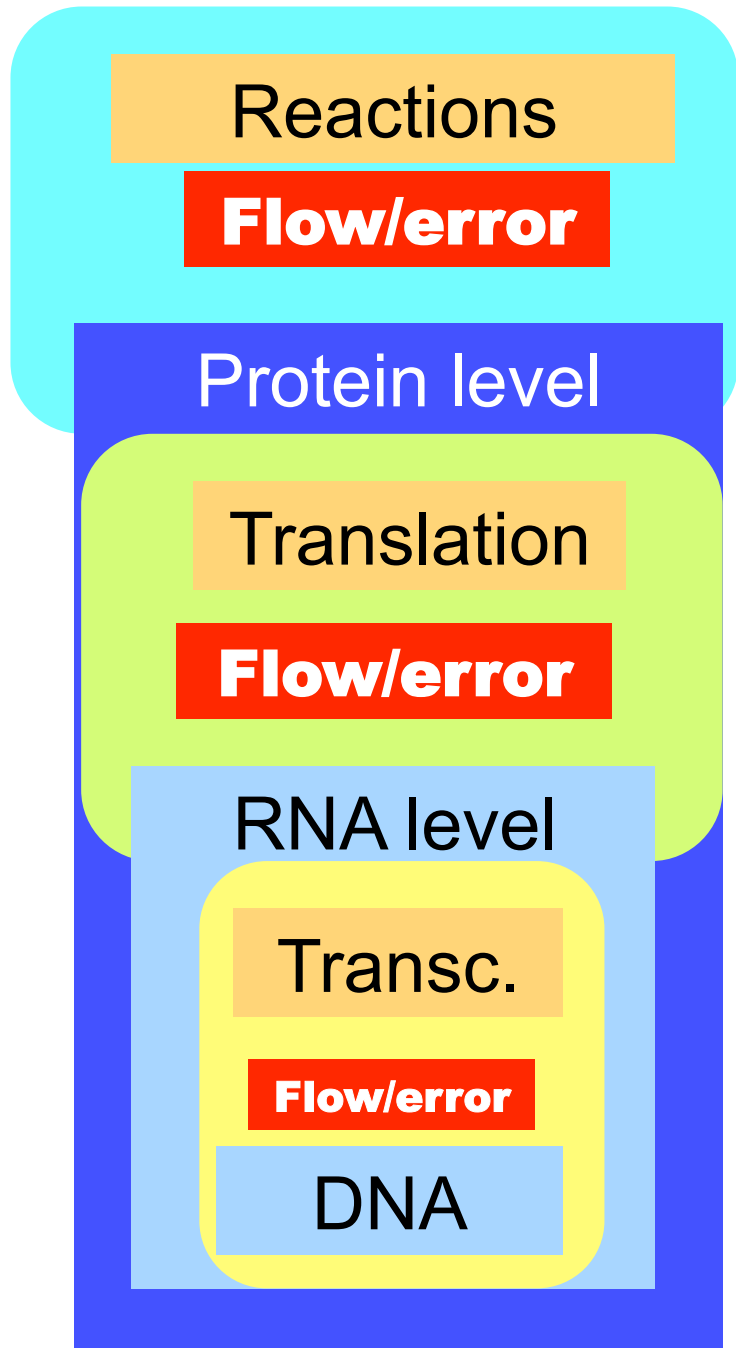 Reactions
Flow/error
Protein level
Translation
Flow/error
RNA level
Transc.
Flow/error
DNA